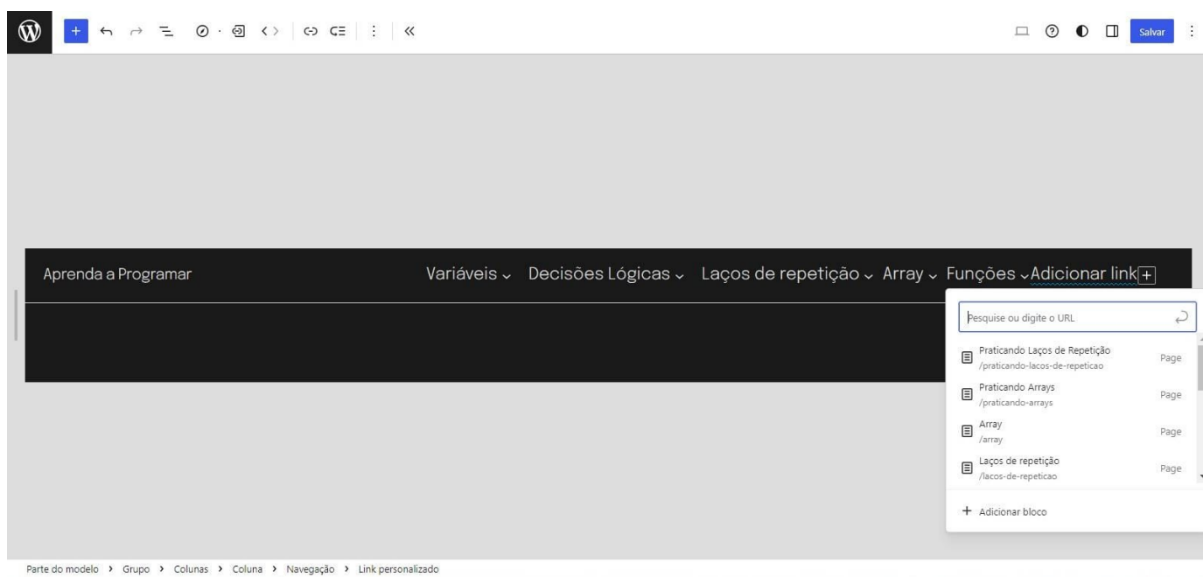 Salvar
Aprenda a Programar
Variáveis Decisões Lógicas Laços de repetição Array Funções Adicionar link
Pesquise ou digite o URL
Praticando Laços de Repetição
/praticando-lacos-de-repeticao
Page
Praticando Arrays
/praticando-arrays
Page
Array
/array
Page
Laços de repetição
/lacos-de-repeticao
Page
+ Adicionar bloco
Parte do modelo > Grupo > Colunas > Coluna > Navegação > Link personalizado